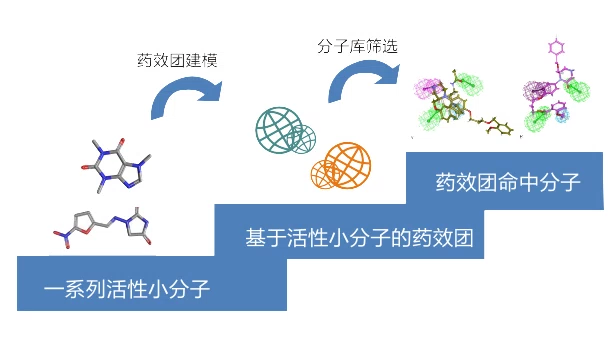 药效团建模
分子库筛选
药效团命中分子
基于活性小分子的药效团
一系列活性小分子